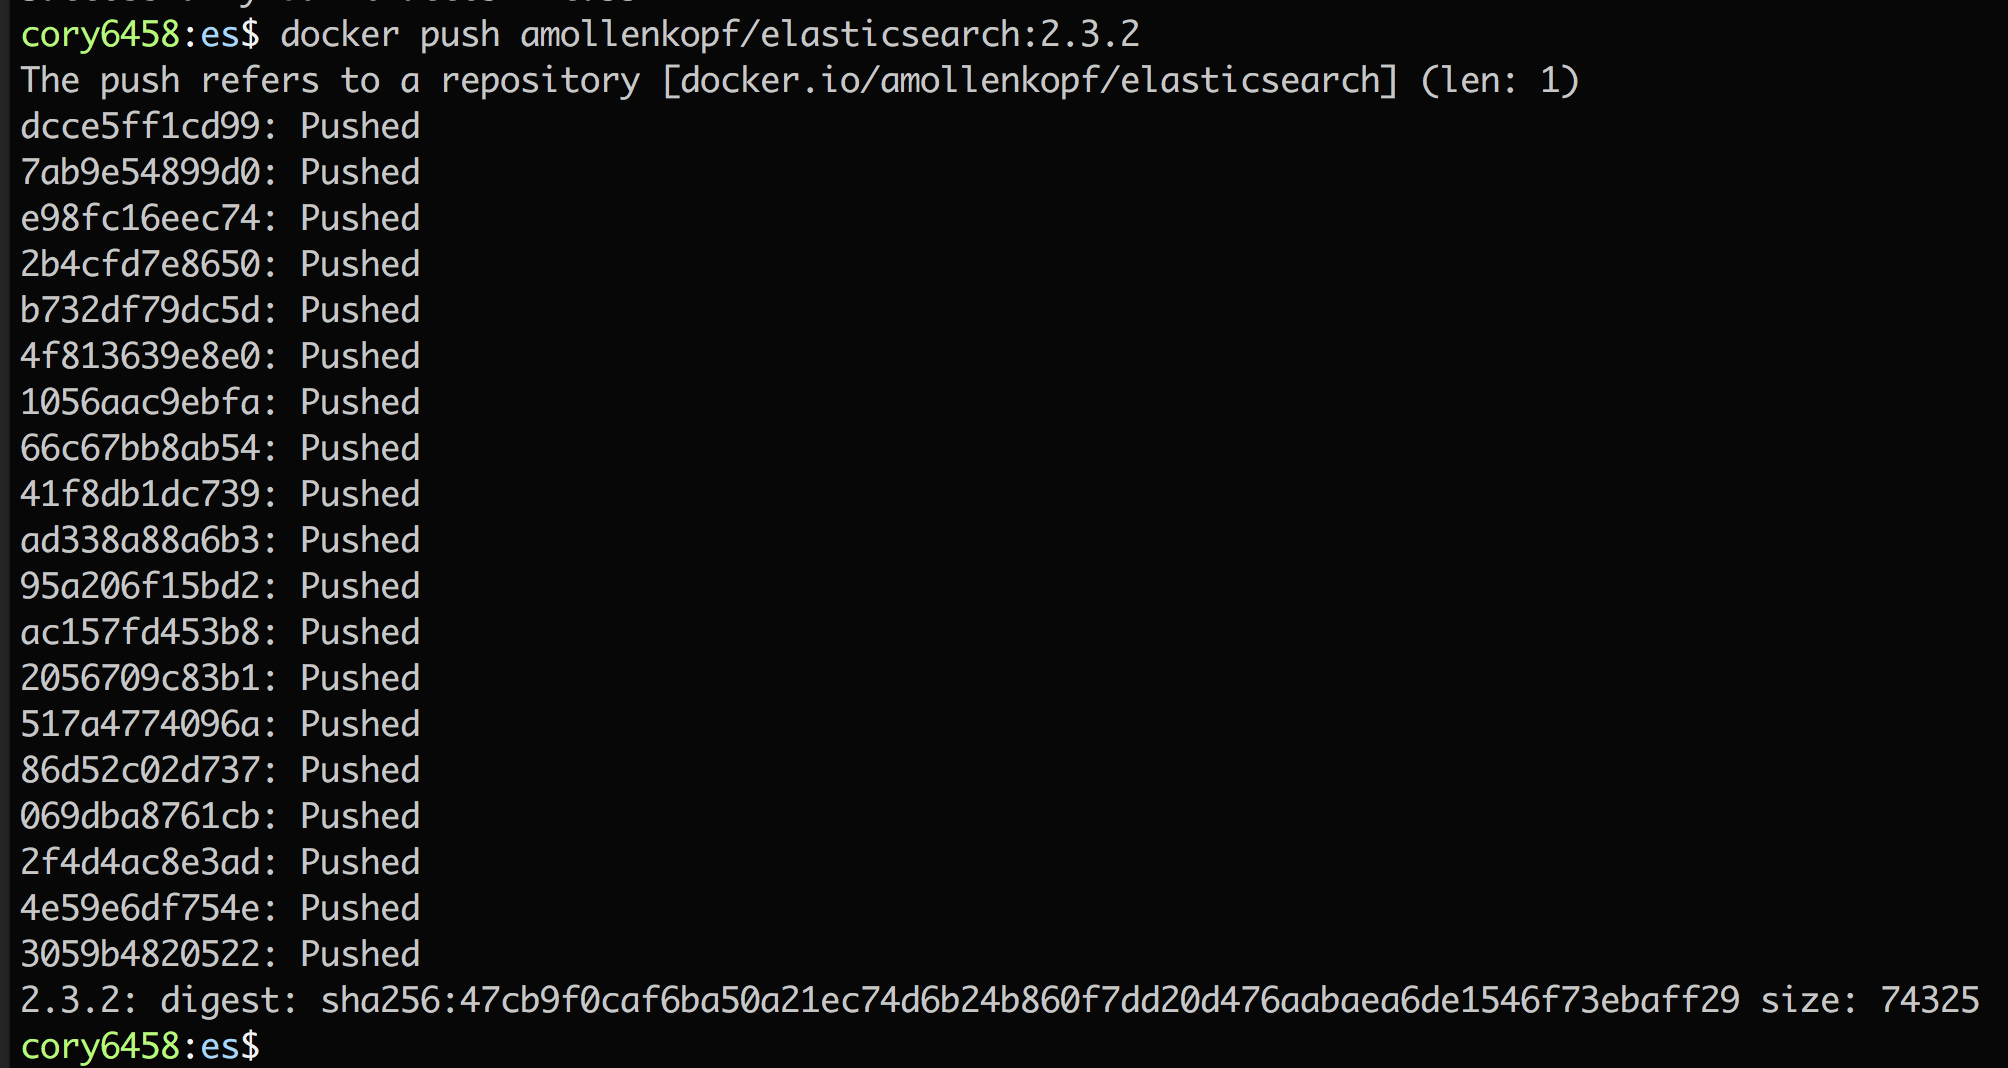 cory6458:es$ docker push amollenkopf/elasticsearch:2.3.2
The push refers to a repository [docker.io/amollenkopf/elasticsearch] (len: 1)
dcce5ff1cd99: Pushed
7ab9e54899d0: Pushed
e98fc16eec74: Pushed
2b4cfd7e8650: Pushed
b732df79dc5d: Pushed
4f813639e8e0: Pushed
1056aac9ebfa: Pushed
66c67bb8ab54: Pushed
41f8db1dc739: Pushed
ad338a88a6b3: Pushed
95a206f15bd2: Pushed
ac157fd453b8: Pushed
2056709c83b1: Pushed
517a4774096a: Pushed
86d52c02d737: Pushed
069dba8761cb: Pushed
2f4d4ac8e3ad: Pushed
4e59e6df754e: Pushed
3059b4820522: Pushed
2.3.2: digest: sha256:47cb9f0caf6ba50a21ec74d6b24b860f7dd20d476aabaea6de1546f73ebaff29 size: 74325
cory6458:es$